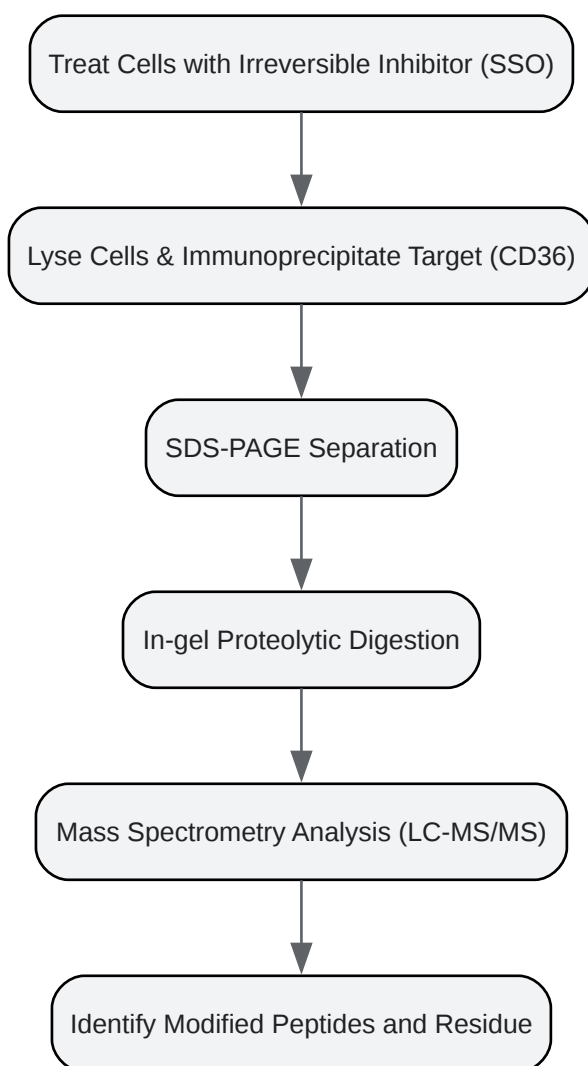 Treat Cells with Irreversible Inhibitor (SSO)
Lyse Cells & Immunoprecipitate Target (CD36)
SDS-PAGE Separation
In-gel Proteolytic Digestion
Mass Spectrometry Analysis (LC-MS/MS)
Identify Modified Peptides and Residue